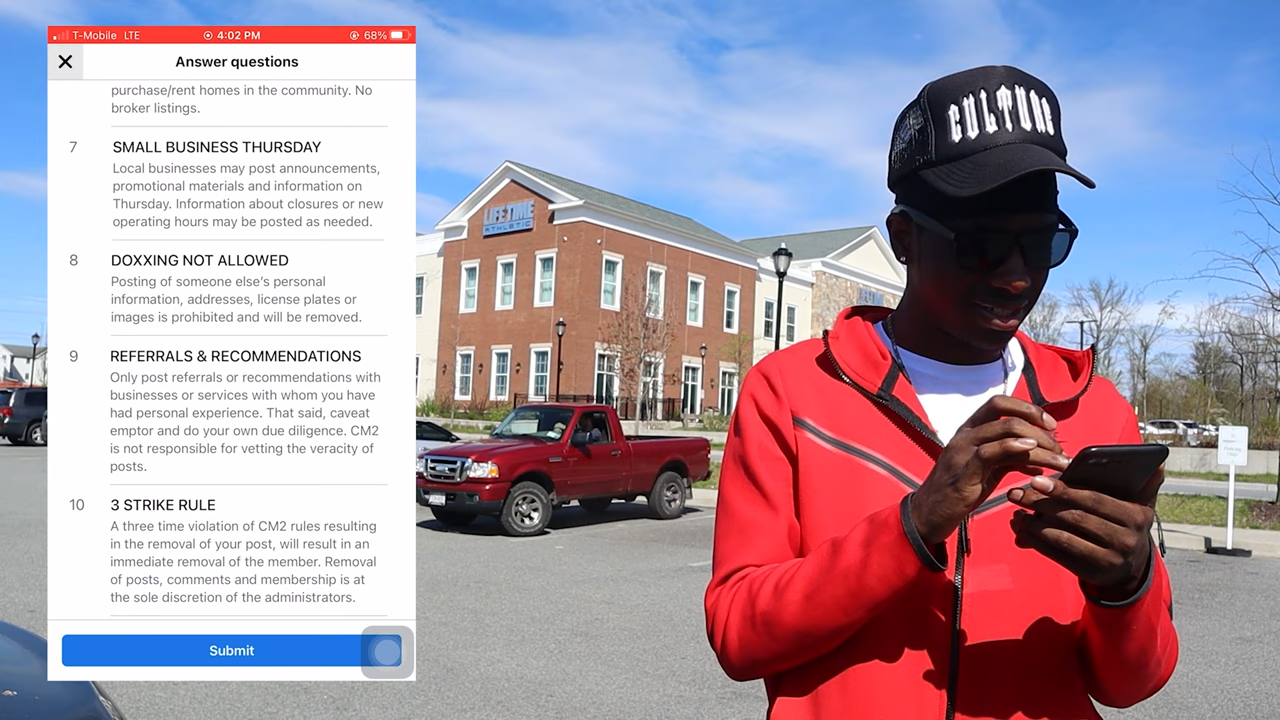 T-Mobile LTE 4:02 PM 68%
Answer questions
purchase/rent homes in the community. No
broker listings.
7 SMALL BUSINESS THURSDAY
Local businesses may post announcements,
promotional materials and information on
Thursday. Information about closures or new
operating hours may be posted as needed.
8 DOXXING NOT ALLOWED
Posting of someone else's personal
information, addresses, license plates or
images is prohibited and will be removed.
9 REFERRALS & RECOMMENDATIONS
Only post referrals or recommendations with
businesses or services with whom you have
had personal experience. That said, caveat
emptor and do your own due diligence. CM2
is not responsible for vetting the veracity of
posts.
10 3 STRIKE RULE
A three time violation of CM2 rules resulting
in the removal of your post, will result in an
immediate removal of the member. Removal
of posts, comments and membership is at
the sole discretion of the administrators.
Submit
LIFETIME
ATHLETIC
CULTURE